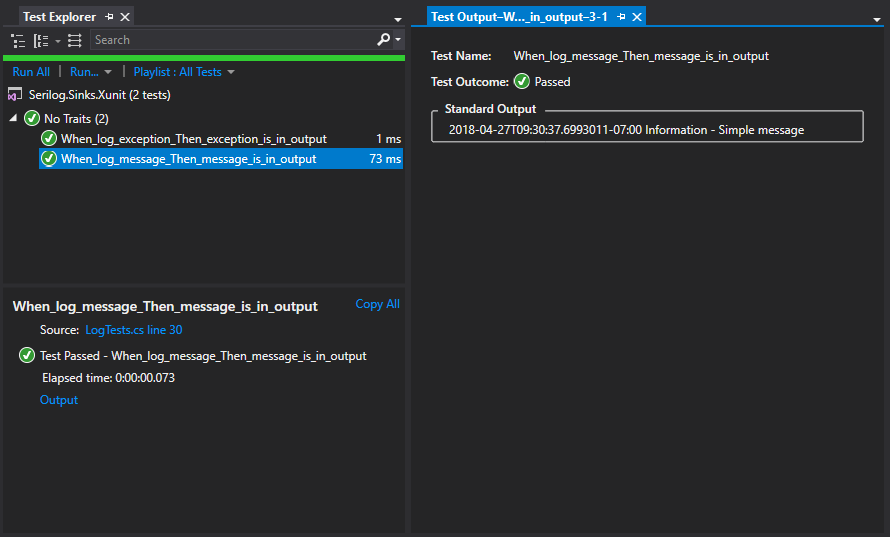 Test Explorer
Search
Run All | Run... | Playlist : All Tests
Serilog.Sinks.Xunit (2 tests)
No Traits (2)
When_log_exception_Then_exception_is_in_output 1 ms
When_log_message_Then_message_is_in_output 73 ms
When_log_message_Then_message_is_in_output Copy All
Source: LogTests.cs line 30
Test Passed - When_log_message_Then_message_is_in_output
Elapsed time: 0:00:00.073
Output
Test Output–W..._in_output–3-1
Test Name: When_log_message_Then_message_is_in_output
Test Outcome: Passed
Standard Output
2018-04-27T09:30:37.6993011-07:00 Information - Simple message